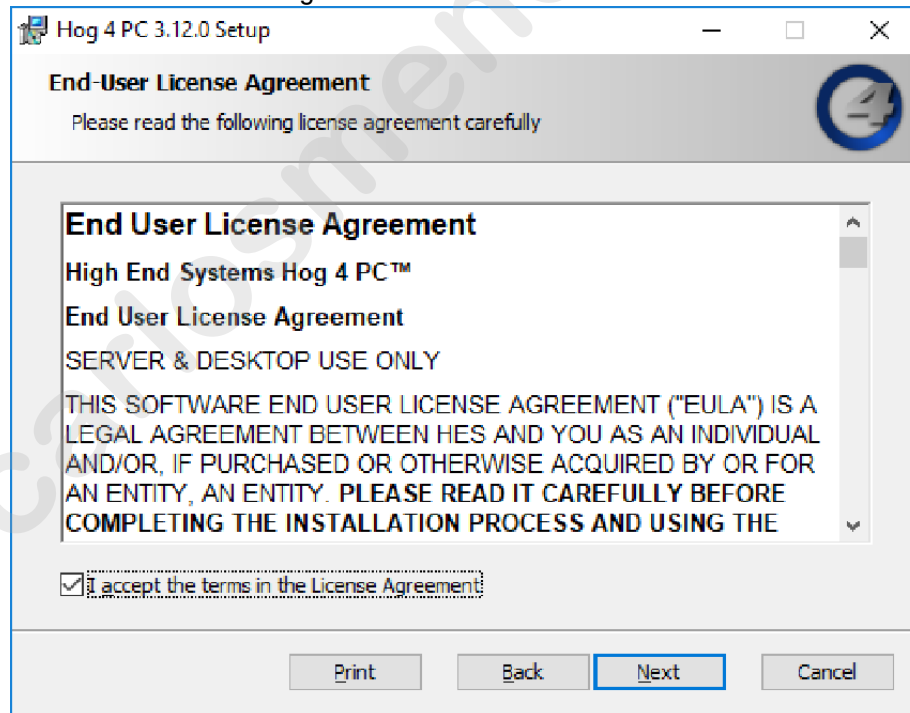 Hog 4 PC 3.12.0 Setup
End-User License Agreement
Please read the following license agreement carefully
4
End User License Agreement
High End Systems Hog 4 PC™
End User License Agreement
SERVER & DESKTOP USE ONLY
THIS SOFTWARE END USER LICENSE AGREEMENT ("EULA") IS A
LEGAL AGREEMENT BETWEEN HES AND YOU AS AN INDIVIDUAL
AND/OR, IF PURCHASED OR OTHERWISE ACQUIRED BY OR FOR
AN ENTITY, AN ENTITY. PLEASE READ IT CAREFULLY BEFORE
COMPLETING THE INSTALLATION PROCESS AND USING THE
I accept the terms in the License Agreement
Print Back Next Cancel